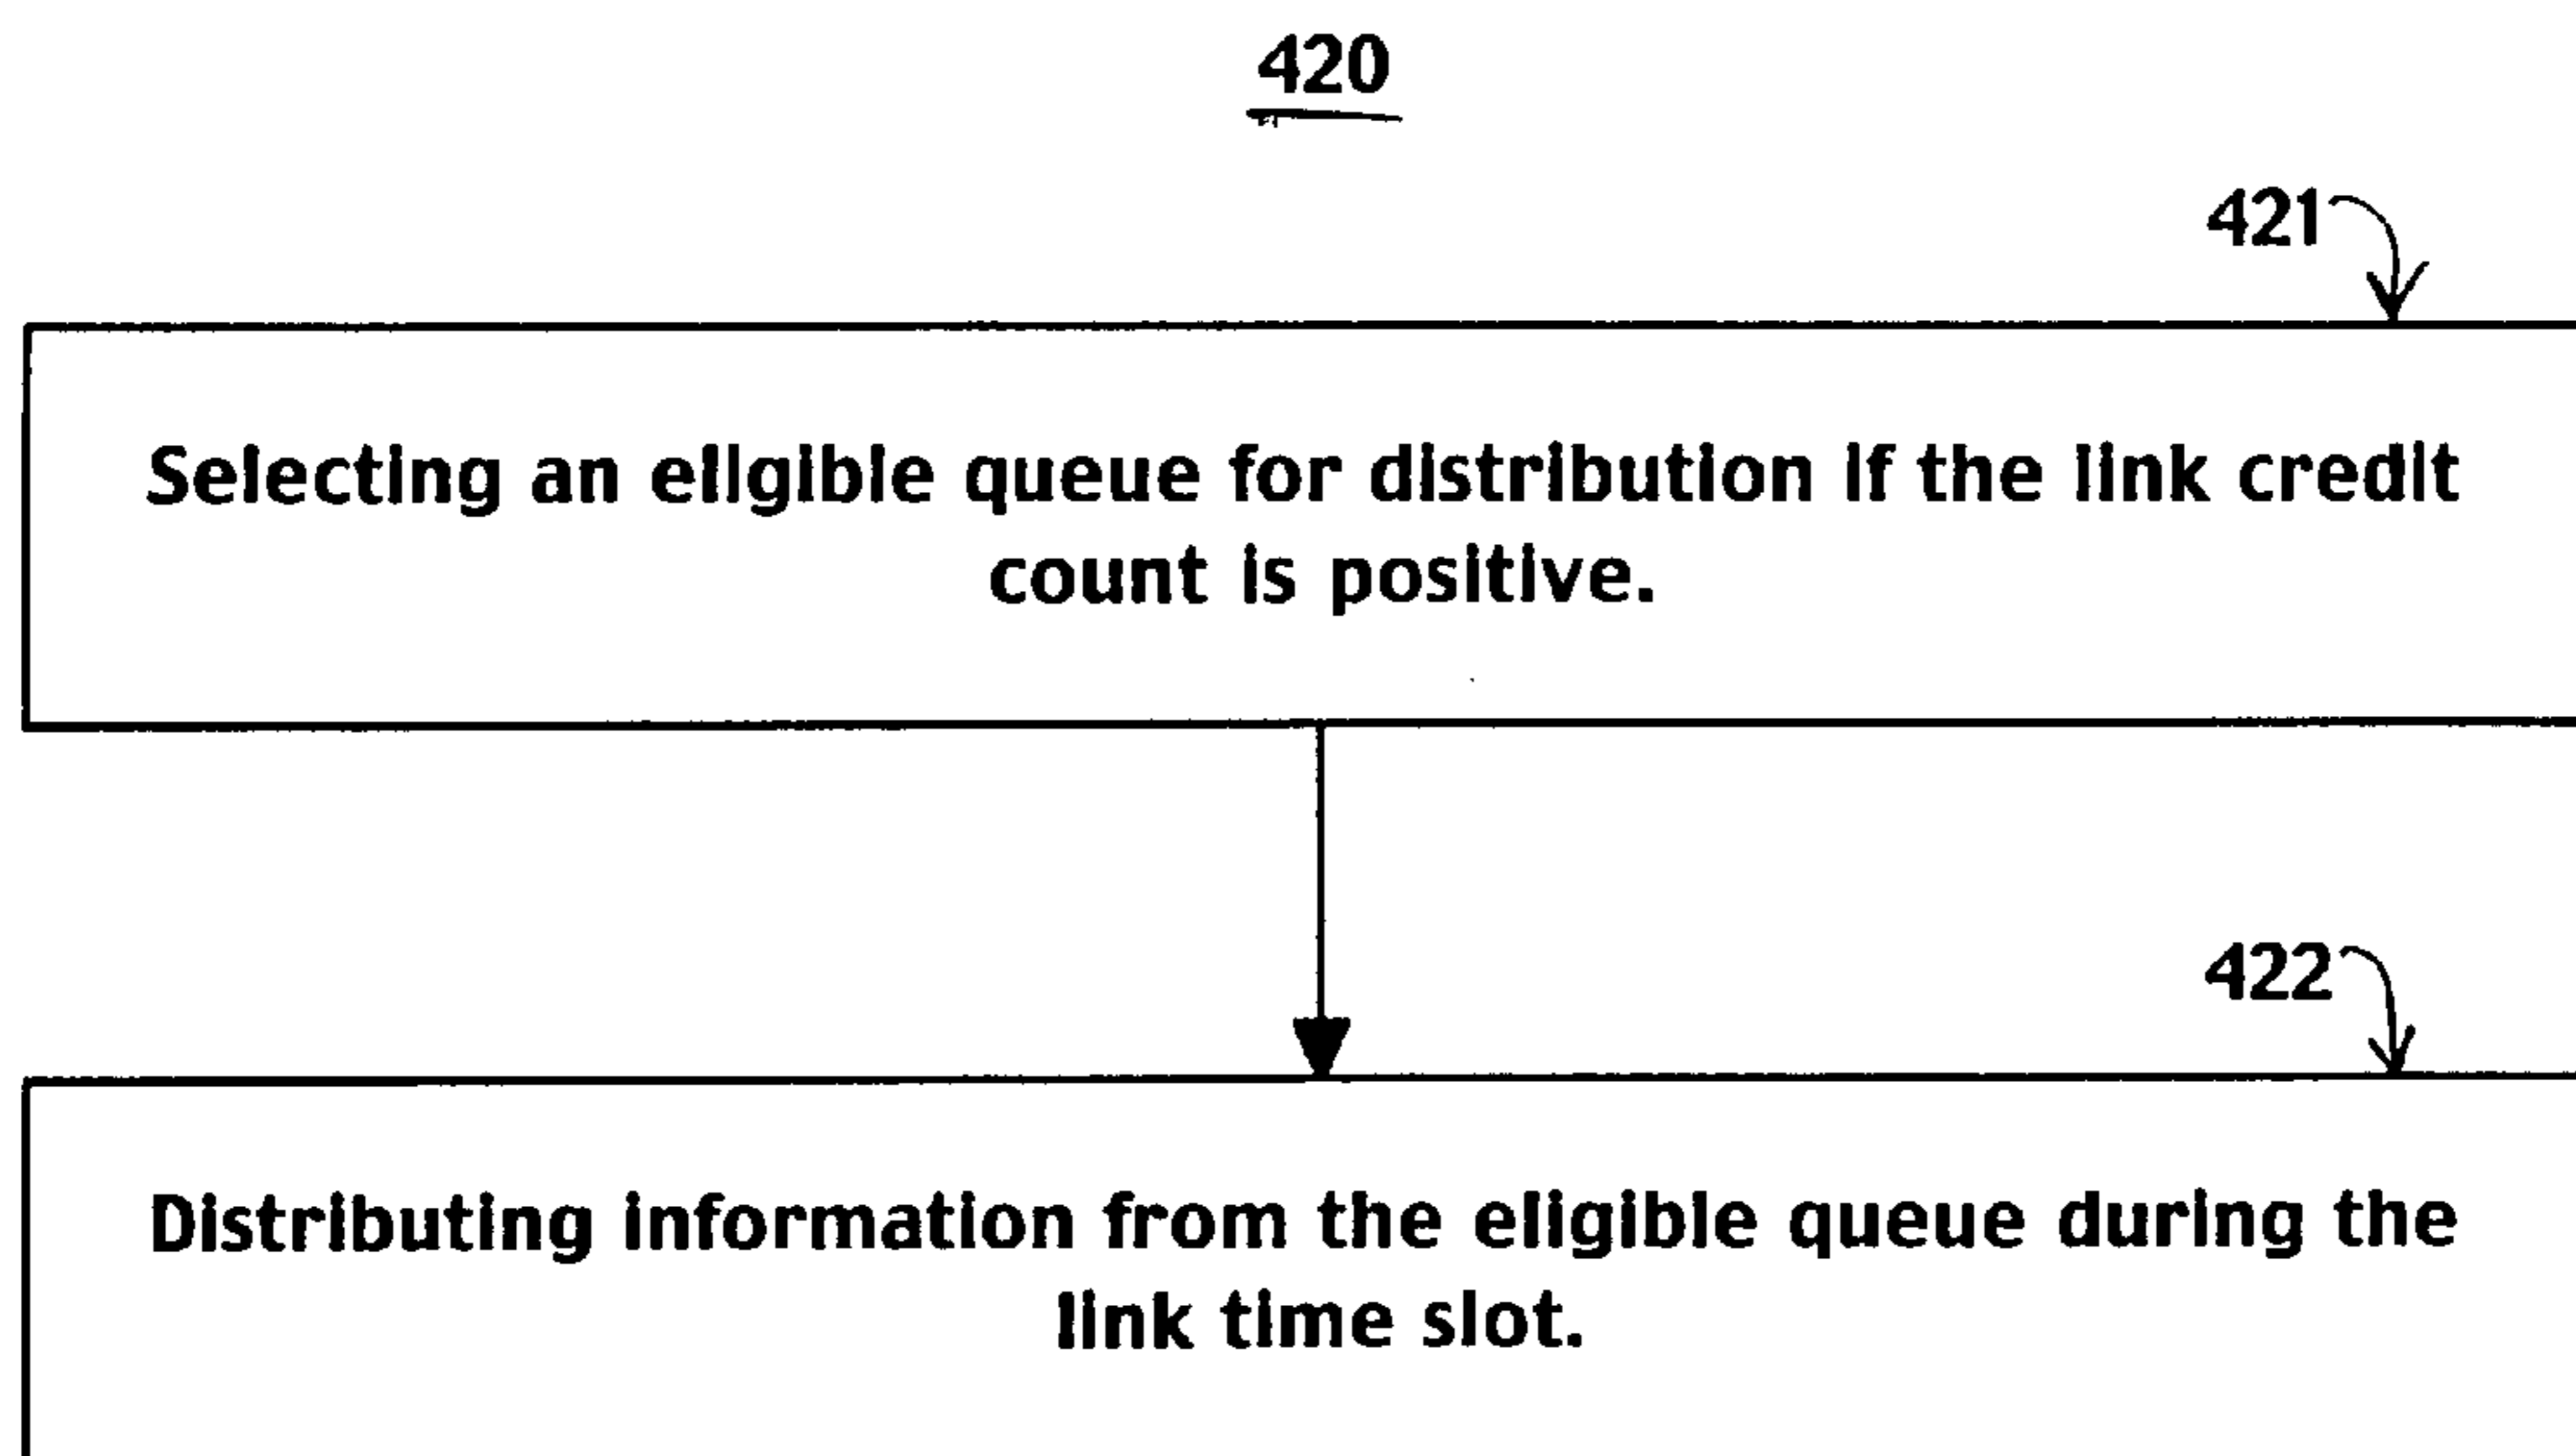 420
421
Selecting an eligible queue for distribution if the link credit
count is positive.
422
Distributing information from the eligible queue during the
link time slot.